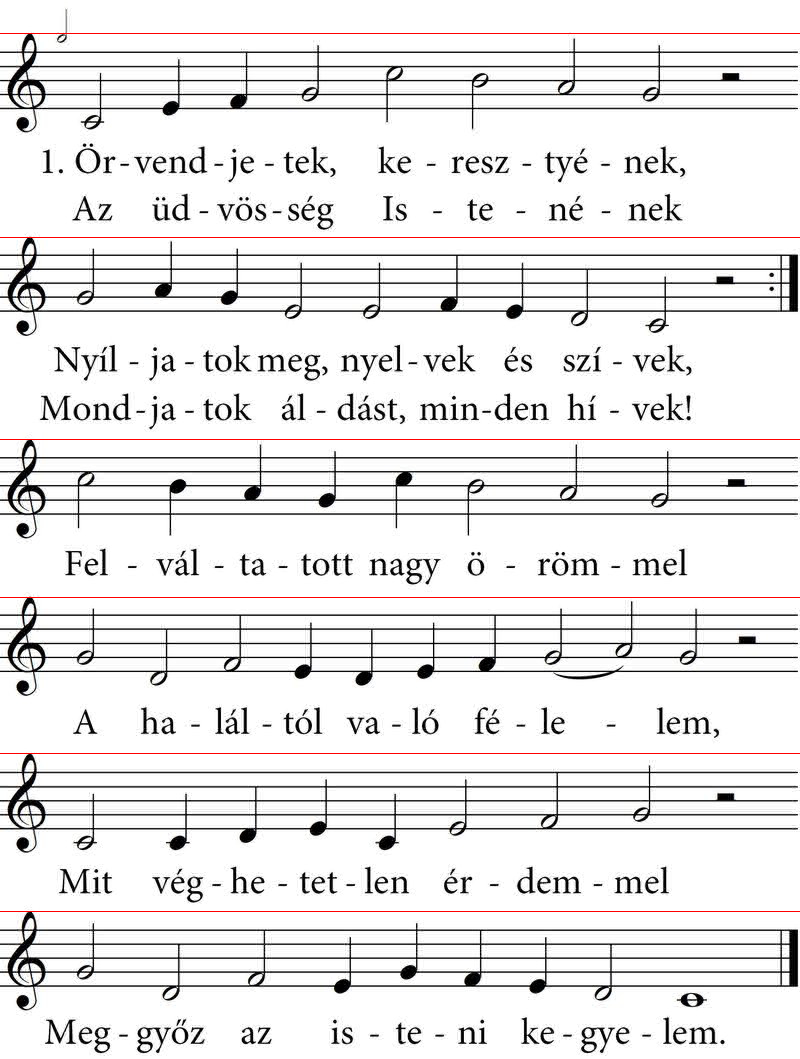 1. Ör - vend - je - tek, ke - resz - tyé - nek,
Az üd - vös - ség Is - te - né - nek
Nyíl - ja - tok meg, nyel - vek és szí - vek,
Mond - ja - tok ál - dást, min - den hí - vek!
Fel - vál - ta - tott nagy ö - röm - mel
A ha - lál - tól va - ló fé - le - lem,
Mit vég - he - tet - len ér - dem - mel
Meg - győz az is - te - ni ke - gye - lem.